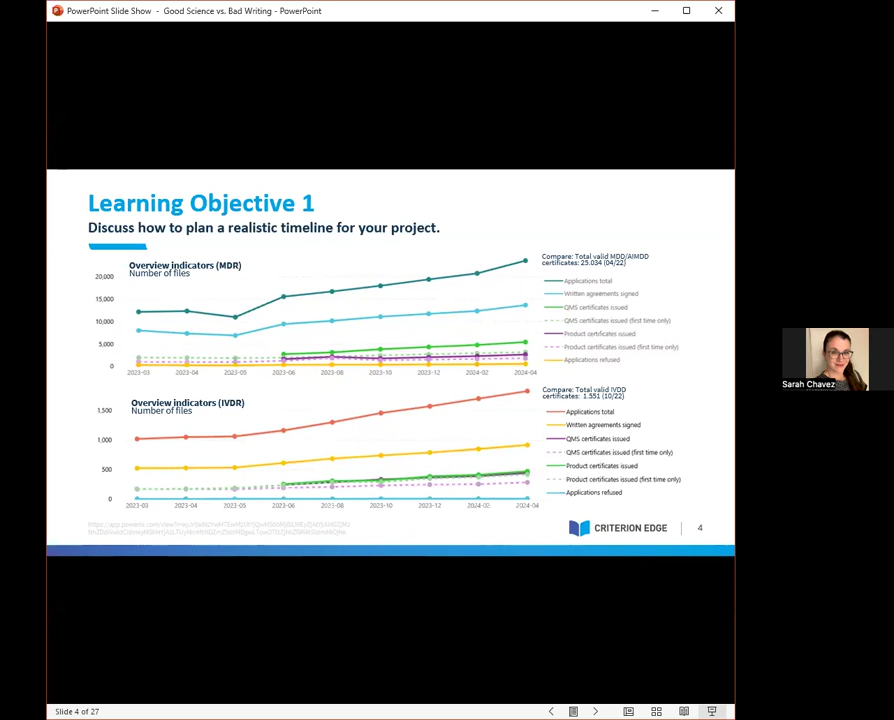 PowerPoint Slide Show - Good Science vs. Bad Writing - PowerPoint
Learning Objective 1
Discuss how to plan a realistic timeline for your project.
Overview indicators (MDR)
Number of files
Compare: Total valid MDD/AIMDD
certificates: 25.034 (04/22)
20,000
15,000
10,000
5,000
0
2023-03
2023-04
2023-05
2023-06
2023-08
2023-10
2023-12
2024-02
2024-04
Applications total
Written agreements signed
QMS certificates issued
QMS certificates issued (first time only)
Product certificates issued
Product certificates issued (first time only)
Applications refused
Overview indicators (IVDR)
Number of files
Compare: Total valid IVDD
certificates: 1.551 (10/22)
1,500
1,000
500
0
2023-03
2023-04
2023-05
2023-06
2023-08
2023-10
2023-12
2024-02
2024-04
Applications total
Written agreements signed
QMS certificates issued
QMS certificates issued (first time only)
Product certificates issued
Product certificates issued (first time only)
Applications refused
CRITERION EDGE
4
Sarah Chavez
Slide 4 of 27